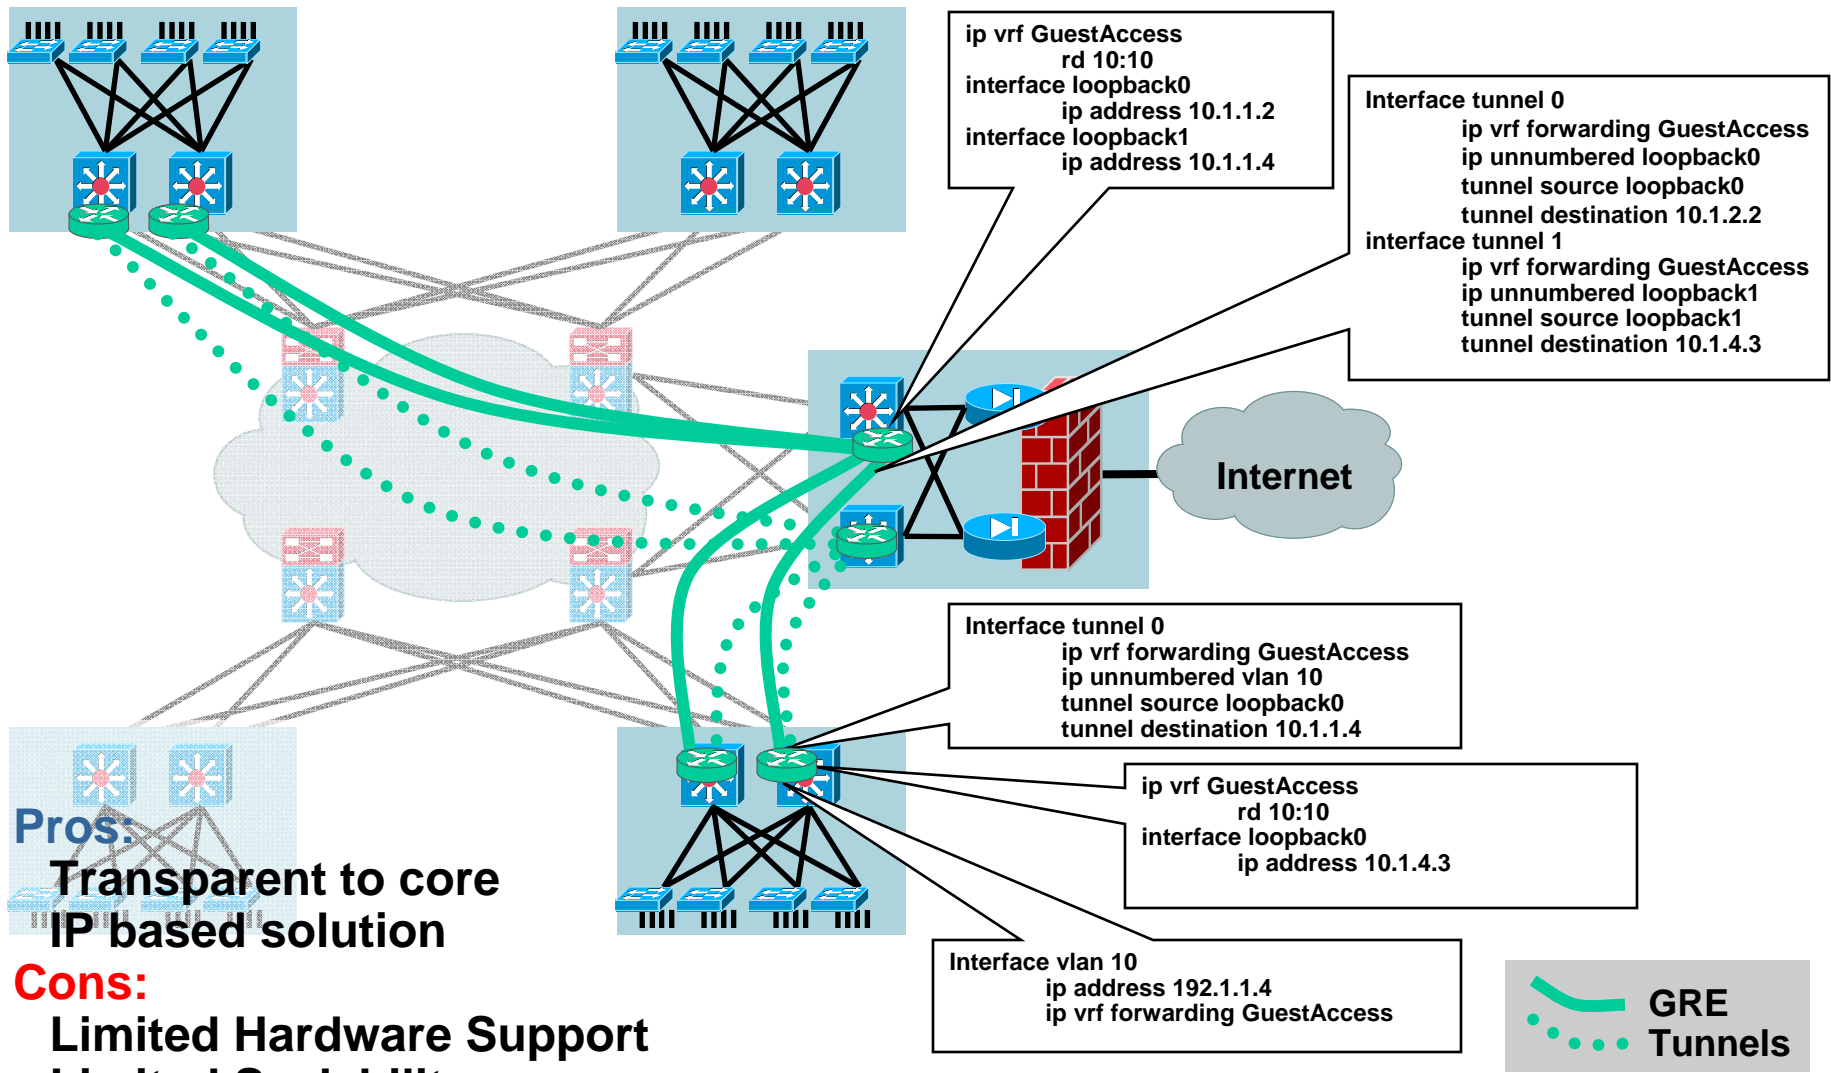 ip vrf GuestAccess
rd 10:10
interface loopback0
ip address 10.1.1.2
interface loopback1
ip address 10.1.1.4
Interface tunnel 0
ip vrf forwarding GuestAccess
ip unnumbered loopback0
tunnel source loopback0
tunnel destination 10.1.2.2
interface tunnel 1
ip vrf forwarding GuestAccess
ip unnumbered loopback1
tunnel source loopback1
tunnel destination 10.1.4.3
Internet
Interface tunnel 0
ip vrf forwarding GuestAccess
ip unnumbered vlan 10
tunnel source loopback0
tunnel destination 10.1.1.4
ip vrf GuestAccess
rd 10:10
interface loopback0
ip address 10.1.4.3
Interface vlan 10
ip address 192.1.1.4
ip vrf forwarding GuestAccess
Pros:
Transparent to core
IP based solution
Cons:
Limited Hardware Support
GRE
Tunnels